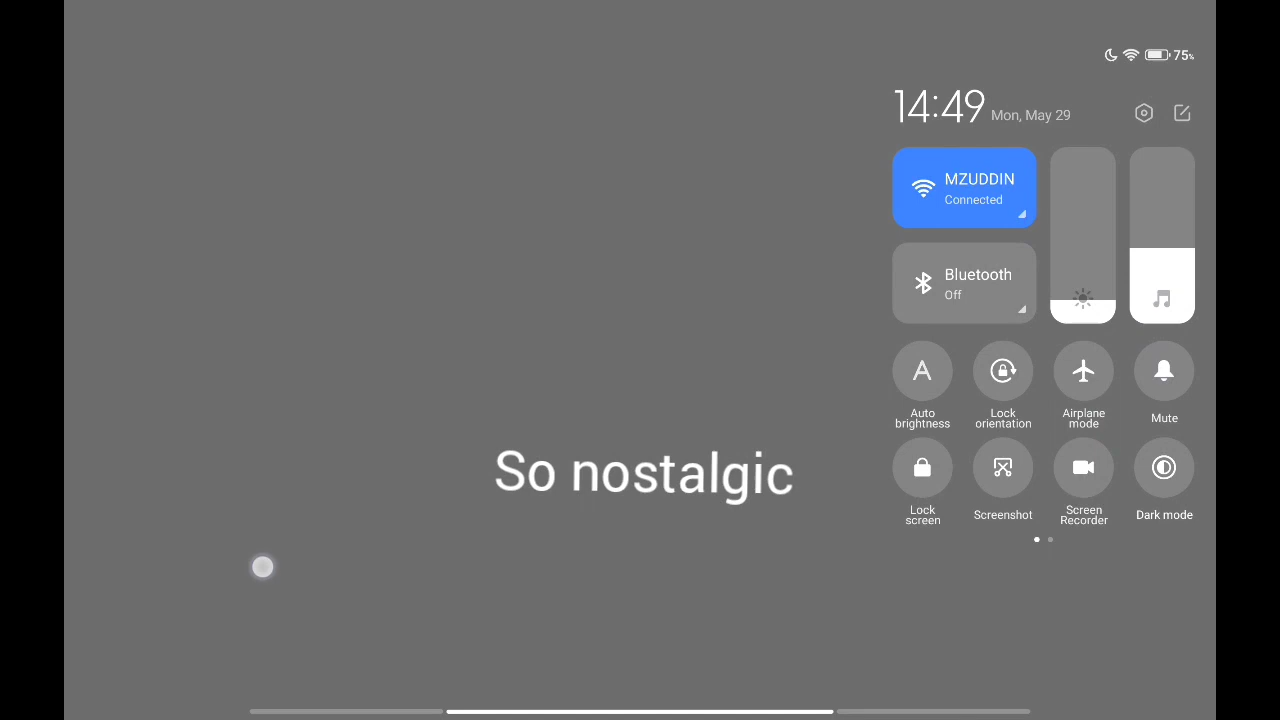 75%
14:49 Mon, May 29
MZUDDIN
Connected
Bluetooth
Off
Auto
brightness
Lock
orientation
Airplane
mode
Mute
So nostalgic
Lock
screen
Screenshot
Screen
Recorder
Dark mode